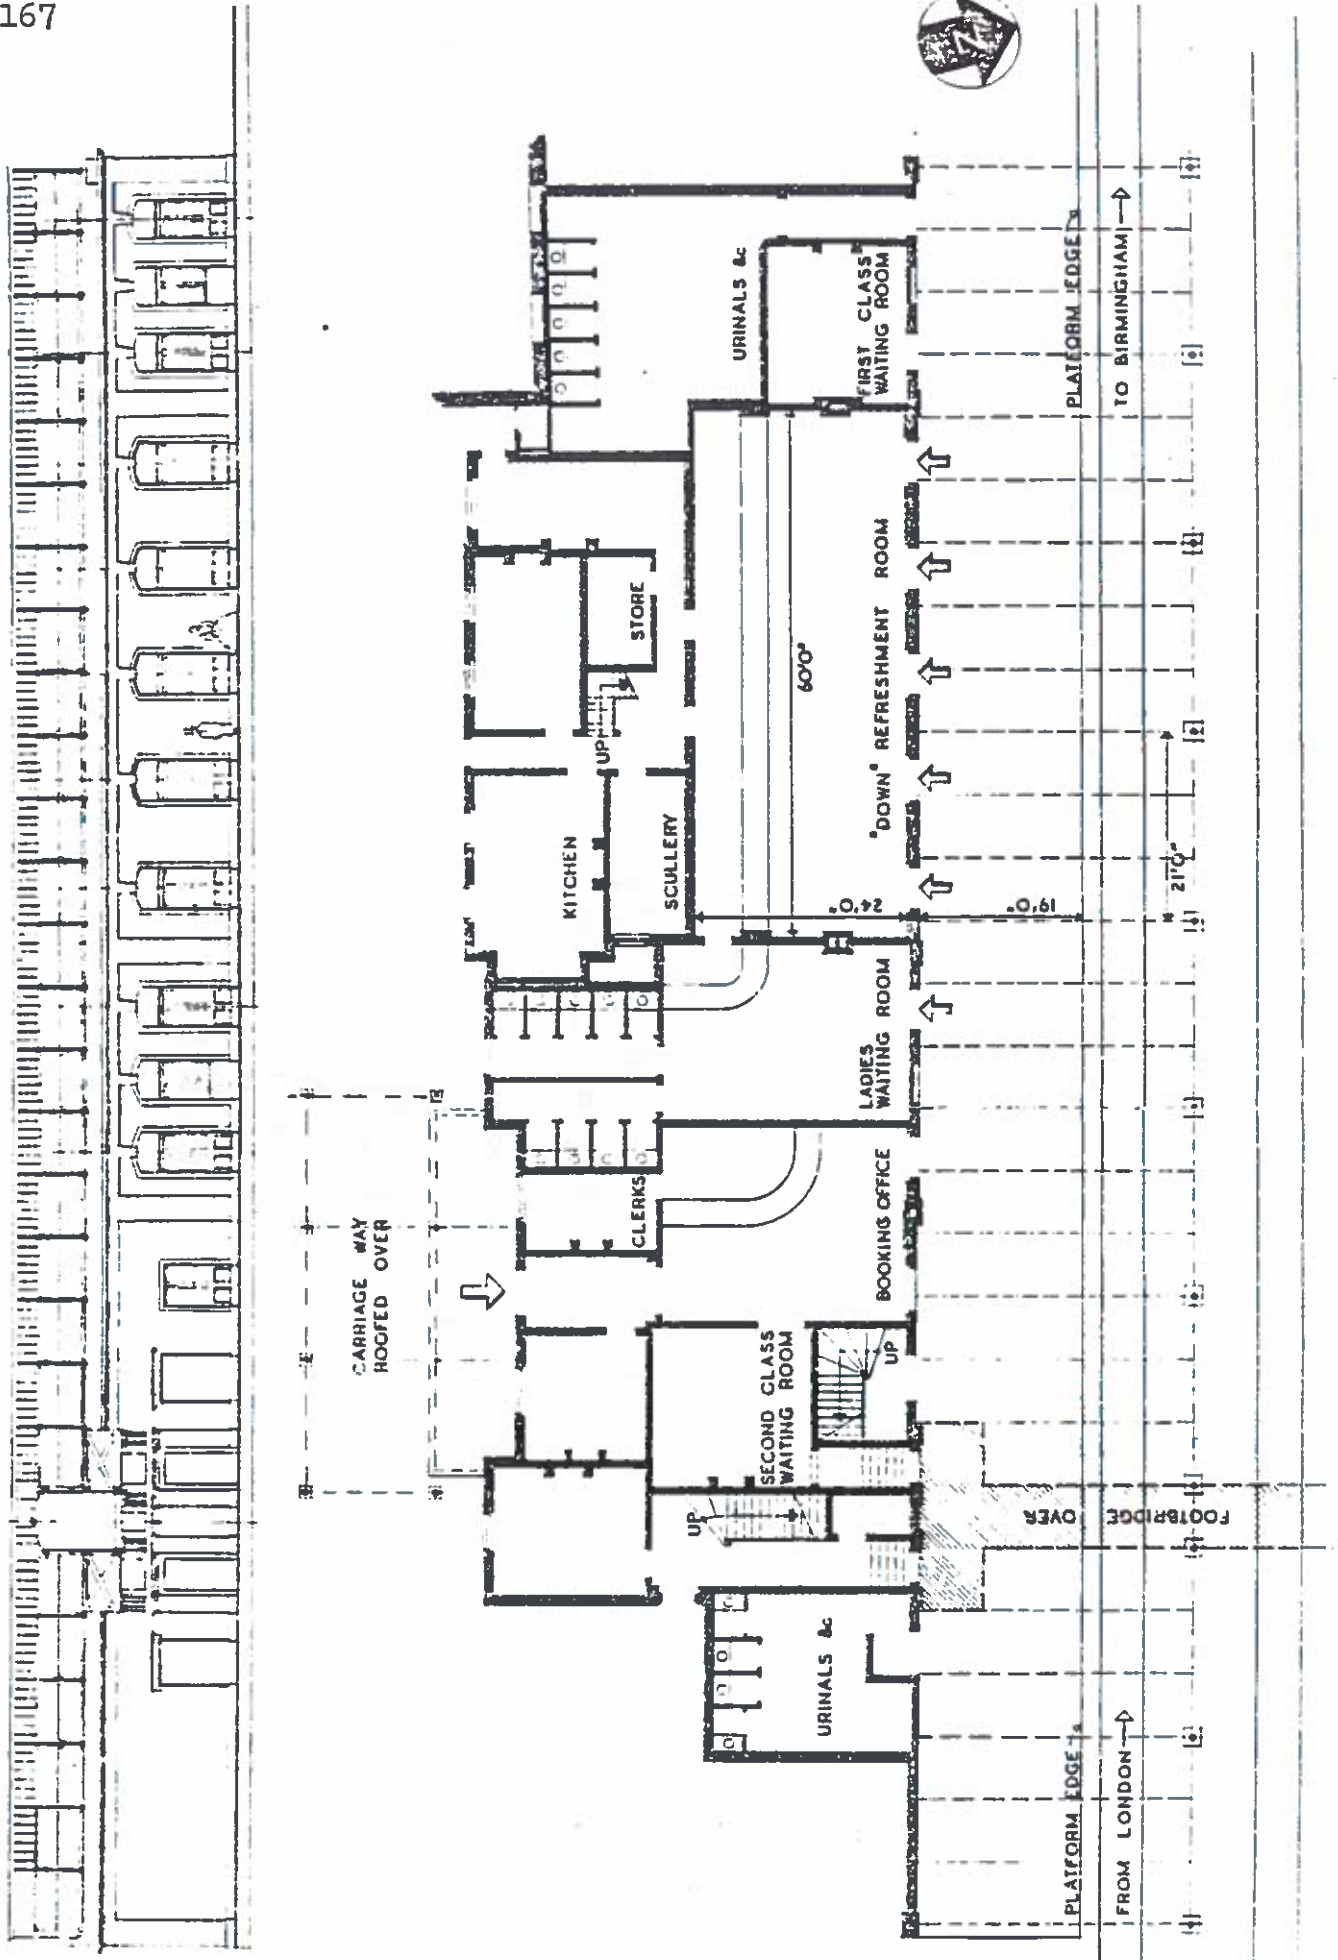 167
N
CARRIAGE WAY
ROOFED OVER
URINALS &c
FIRST CLASS
WAITING ROOM
STORE
UP
KITCHEN
SCULLERY
60'0"
"DOWN" REFRESHMENT ROOM
24'0"
19'0"
21'0"
LADIES
WAITING ROOM
CLERKS
BOOKING OFFICE
SECOND CLASS
WAITING ROOM
UP
UP
URINALS &c
FOOTBRIDGE OVER
PLATFORM EDGE
TO BIRMINGHAM
PLATFORM EDGE
FROM LONDON